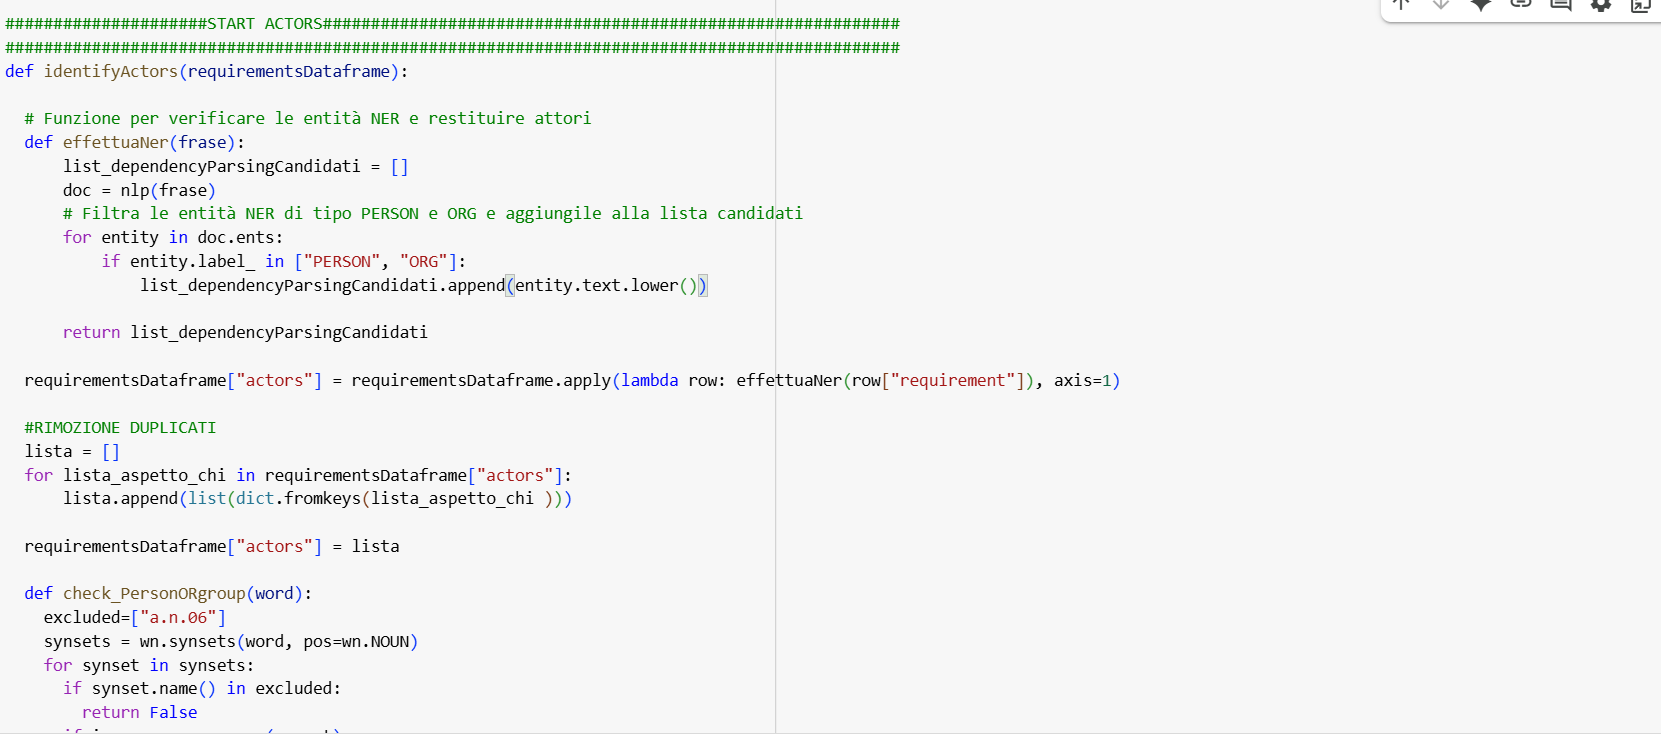 #####################START ACTORS############################################################
#############################################################################################
def identifyActors(requirementsDataframe):
# Funzione per verificare le entità NER e restituire attori
def effettuaNer(frase):
list_dependencyParsingCandidati = []
doc = nlp(frase)
# Filtra le entità NER di tipo PERSON e ORG e aggiungile alla lista candidati
for entity in doc.ents:
if entity.label_ in ["PERSON", "ORG"]:
list_dependencyParsingCandidati.append(entity.text.lower())
return list_dependencyParsingCandidati
requirementsDataframe["actors"] = requirementsDataframe.apply(lambda row: effettuaNer(row["requirement"]), axis=1)
#RIMOZIONE DUPLICATI
lista = []
for lista_aspetto_chi in requirementsDataframe["actors"]:
lista.append(list(dict.fromkeys(lista_aspetto_chi )))
requirementsDataframe["actors"] = lista
def check_PersonORgroup(word):
excluded=["a.n.06"]
synsets = wn.synsets(word, pos=wn.NOUN)
for synset in synsets:
if synset.name() in excluded:
return False